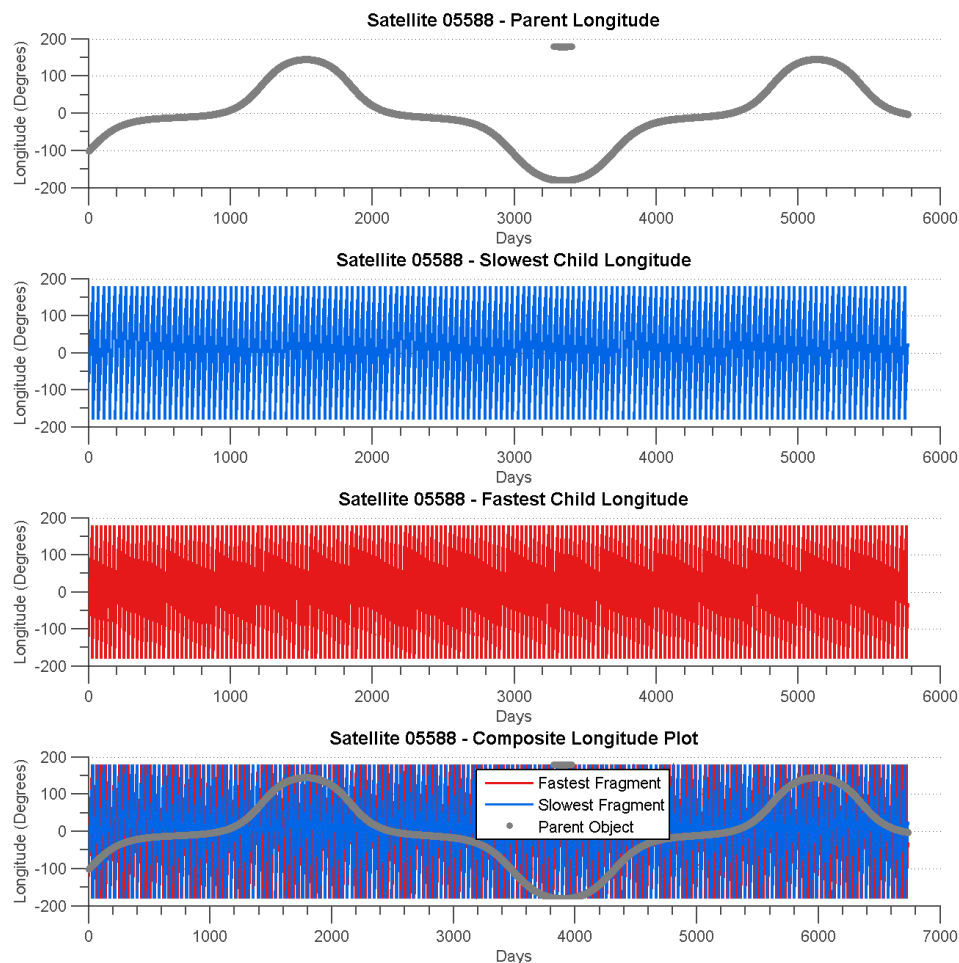 Satellite 05588 - Parent Longitude
200
100
0
-100
-200
Longitude (Degrees)
0 1000 2000 3000 4000 5000 6000
Days
Satellite 05588 - Slowest Child Longitude
200
100
0
-100
-200
Longitude (Degrees)
0 1000 2000 3000 4000 5000 6000
Days
Satellite 05588 - Fastest Child Longitude
200
100
0
-100
-200
Longitude (Degrees)
0 1000 2000 3000 4000 5000 6000
Days
Satellite 05588 - Composite Longitude Plot
200
100
0
-100
-200
Longitude (Degrees)
Fastest Fragment
Slowest Fragment
Parent Object
0 1000 2000 3000 4000 5000 6000 7000
Days